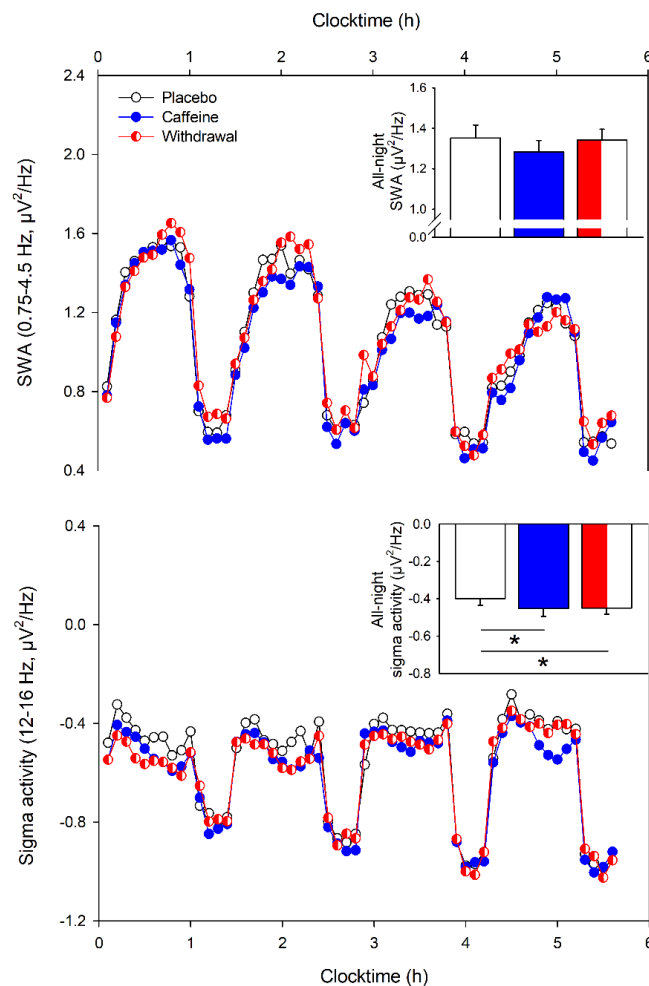 Clocktime (h)
0 1 2 3 4 5 6
2.4
2.0
1.6
1.2
0.8
0.4
SWA (0.75-4.5 Hz, µV²/Hz)
Placebo
Caffeine
Withdrawal
1.6
1.4
1.2
1.0
0.0
All-night
SWA (µV²/Hz)
0.4
0.0
-0.4
-0.8
-1.2
Sigma activity (12-16 Hz, µV²/Hz)
0.0
-0.2
-0.4
-0.6
-0.8
All-night
sigma activity (µV²/Hz)
*
*
0 1 2 3 4 5 6
Clocktime (h)